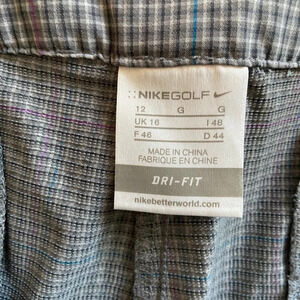 NIKEGOLF
12 G G
UK 16 I 48
F 46 D 44
MADE IN CHINA
FABRIQUE EN CHINE
DRI-FIT
nikebetterworld.com